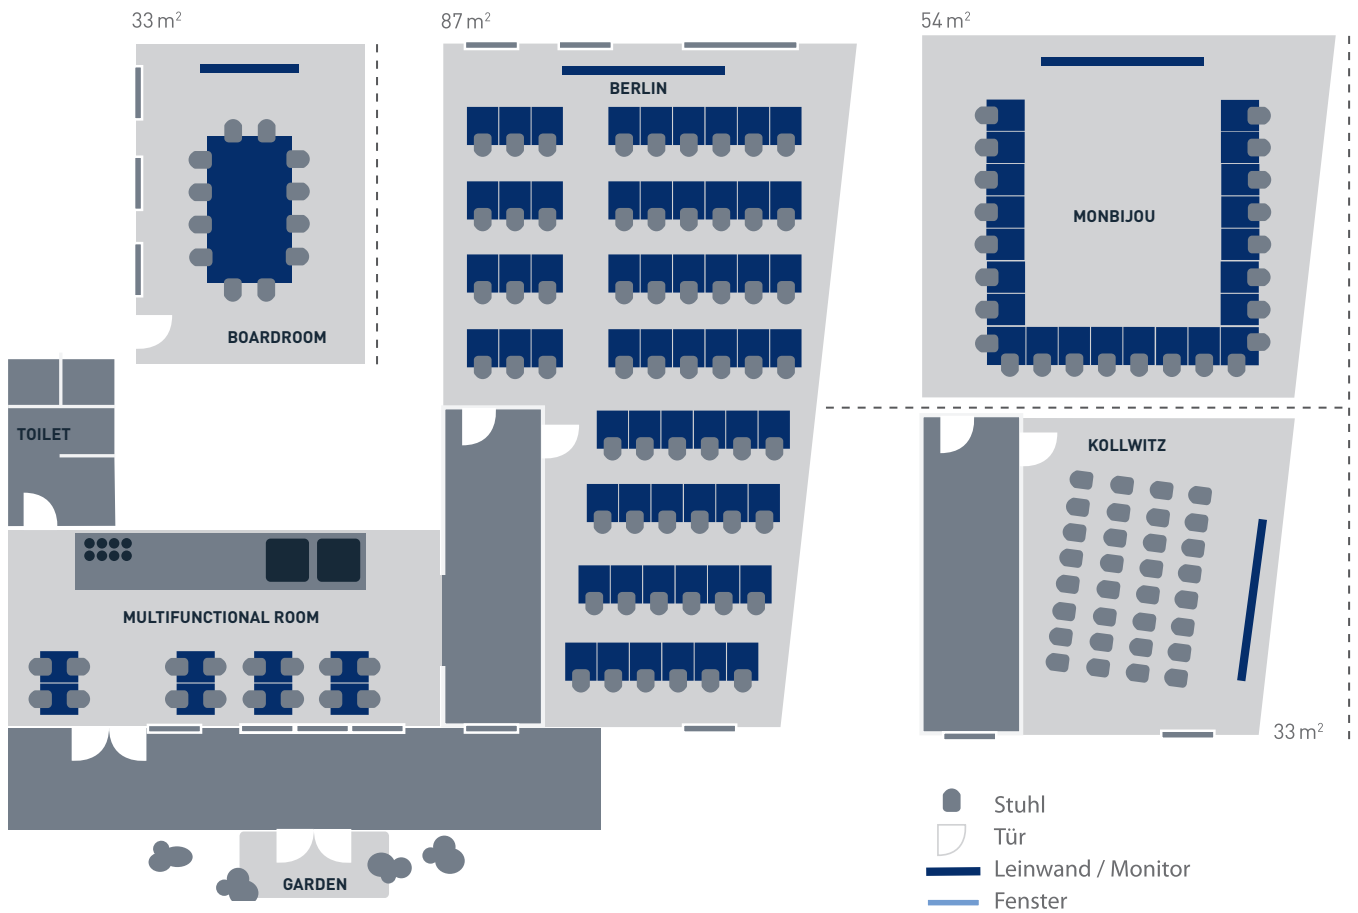 33 m²
87 m²
54 m²
BERLIN
MONBIJOU
BOARDROOM
TOILET
KOLLWITZ
MULTIFUNCTIONAL ROOM
33 m²
Stuhl
Tür
Leinwand / Monitor
GARDEN
Fenster